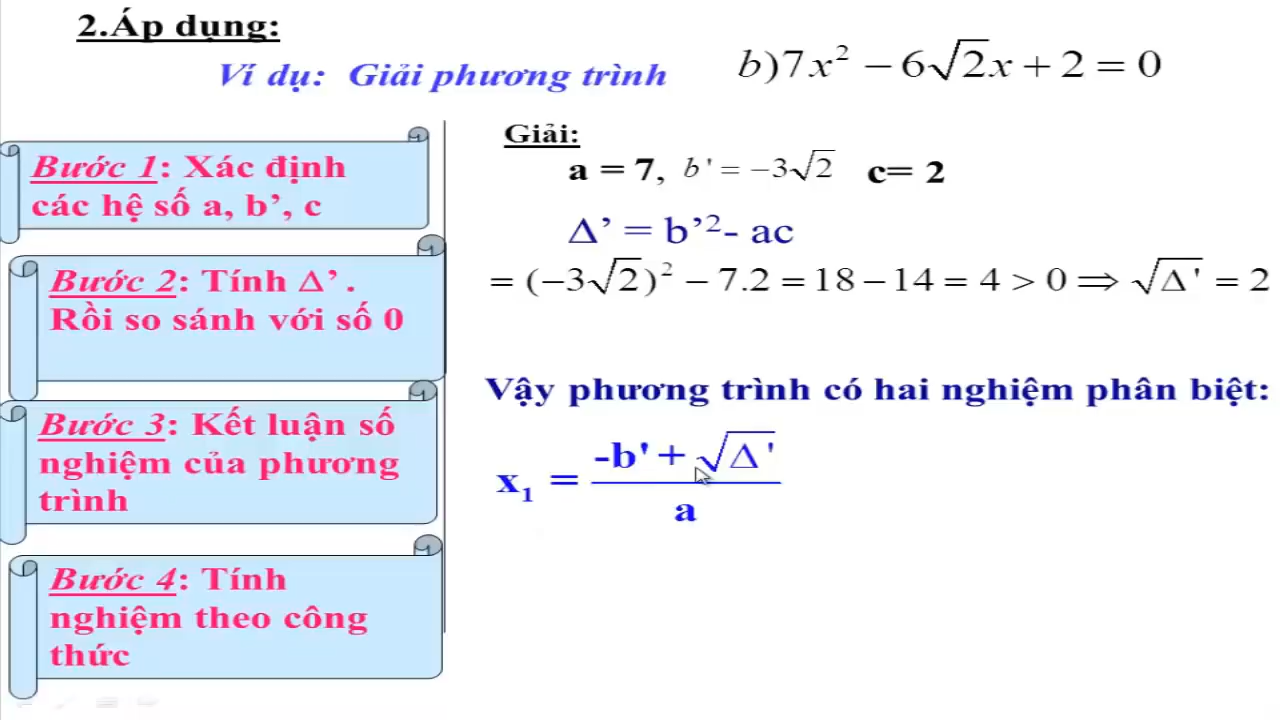 2.Áp dụng:
Ví dụ: Giải phương trình b)7x² − 6√2x + 2 = 0
Bước 1: Xác định
các hệ số a, b’, c
Bước 2: Tính Δ’.
Rồi so sánh với số 0
Bước 3: Kết luận số
nghiệm của phương
trình
Bước 4: Tính
nghiệm theo công
thức
Giải:
a = 7, b' = −3√2 c= 2
Δ’ = b’²- ac
= (−3√2)² − 7.2 = 18 − 14 = 4 > 0 ⇒ √Δ' = 2
Vậy phương trình có hai nghiệm phân biệt:
x₁ = (-b' + √Δ')/a